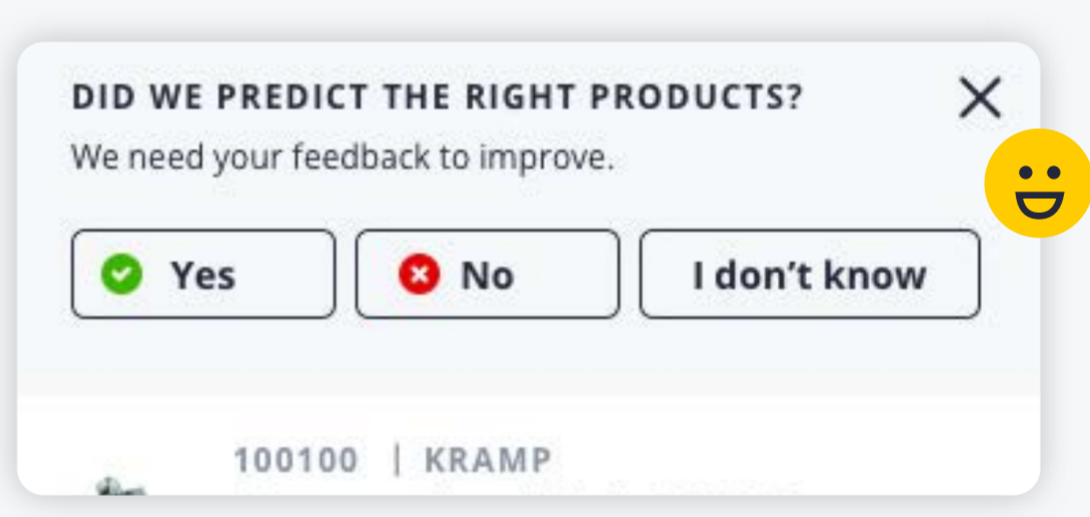 DID WE PREDICT THE RIGHT PRODUCTS?
We need your feedback to improve.
Yes No I don’t know
100100 | KRAMP